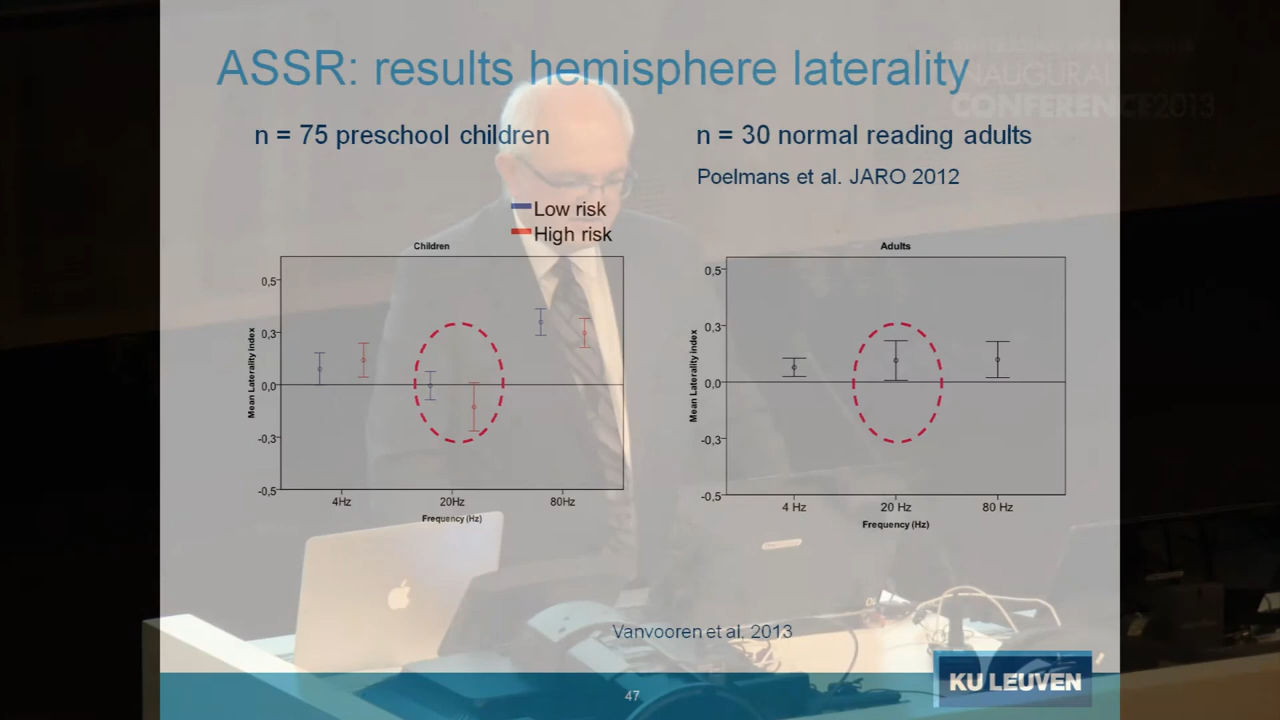 ASSR: results hemisphere laterality
INAUGURAL
CONFERENCE2013
n = 75 preschool children
n = 30 normal reading adults
Poelmans et al. JARO 2012
Low risk
High risk
Children
0,5
0,3
0,0
-0,3
-0,5
Mean Laterality index
4Hz
20Hz
80Hz
Frequency (Hz)
Adults
0,5
0,3
0,0
-0,3
-0,5
Mean Laterality index
4 Hz
20 Hz
80 Hz
Frequency (Hz)
Vanvooren et al, 2013
47
KU LEUVEN